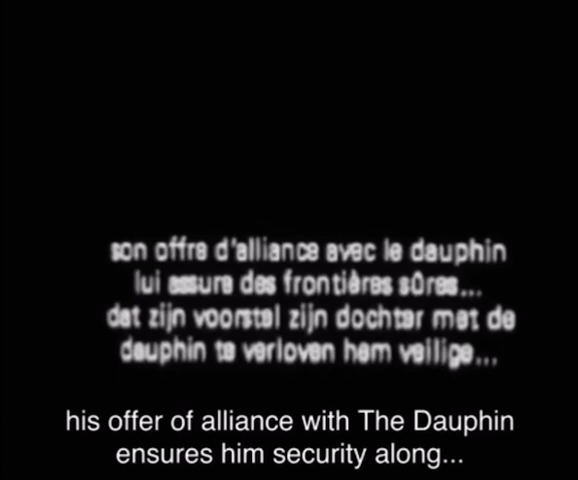 son offre d'alliance avec le dauphin
lui assure des frontières sûres...
dat zijn voorstel zijn dochter met de
dauphin te verloven hem veilige...
his offer of alliance with The Dauphin
ensures him security along...